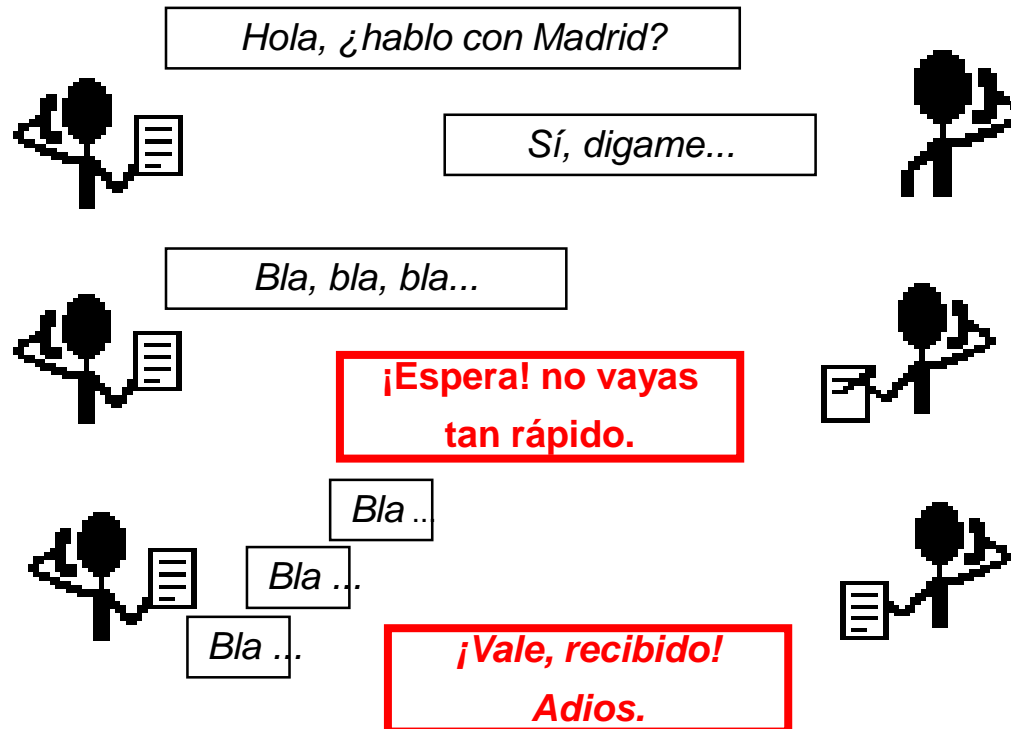 Hola, ¿hablo con Madrid?
Sí, digame...
Bla, bla, bla...
¡Espera! no vayas
tan rápido.
Bla ...
Bla ...
Bla ...
¡Vale, recibido!
Adios.